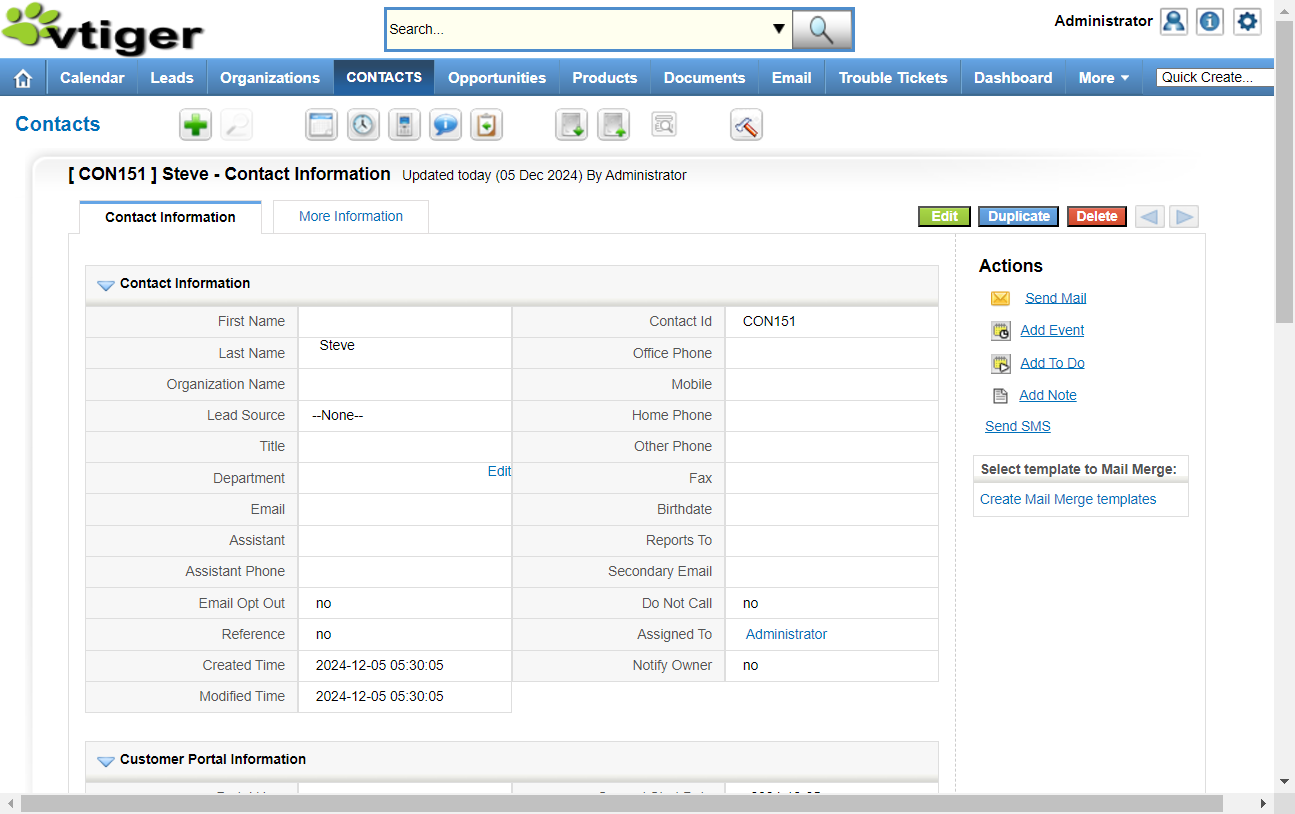 vtiger
Search...
Administrator
Calendar Leads Organizations CONTACTS Opportunities Products Documents Email Trouble Tickets Dashboard More Quick Create...
Contacts
[ CON151 ] Steve - Contact Information Updated today (05 Dec 2024) By Administrator
Contact Information More Information Edit Duplicate Delete
Contact Information
First Name Contact Id CON151
Last Name Steve Office Phone
Organization Name Mobile
Lead Source --None-- Home Phone
Title Other Phone
Department Edit Fax
Email Birthdate
Assistant Reports To
Assistant Phone Secondary Email
Email Opt Out no Do Not Call no
Reference no Assigned To Administrator
Created Time 2024-12-05 05:30:05 Notify Owner no
Modified Time 2024-12-05 05:30:05
Customer Portal Information
Actions
Send Mail
Add Event
Add To Do
Add Note
Send SMS
Select template to Mail Merge:
Create Mail Merge templates